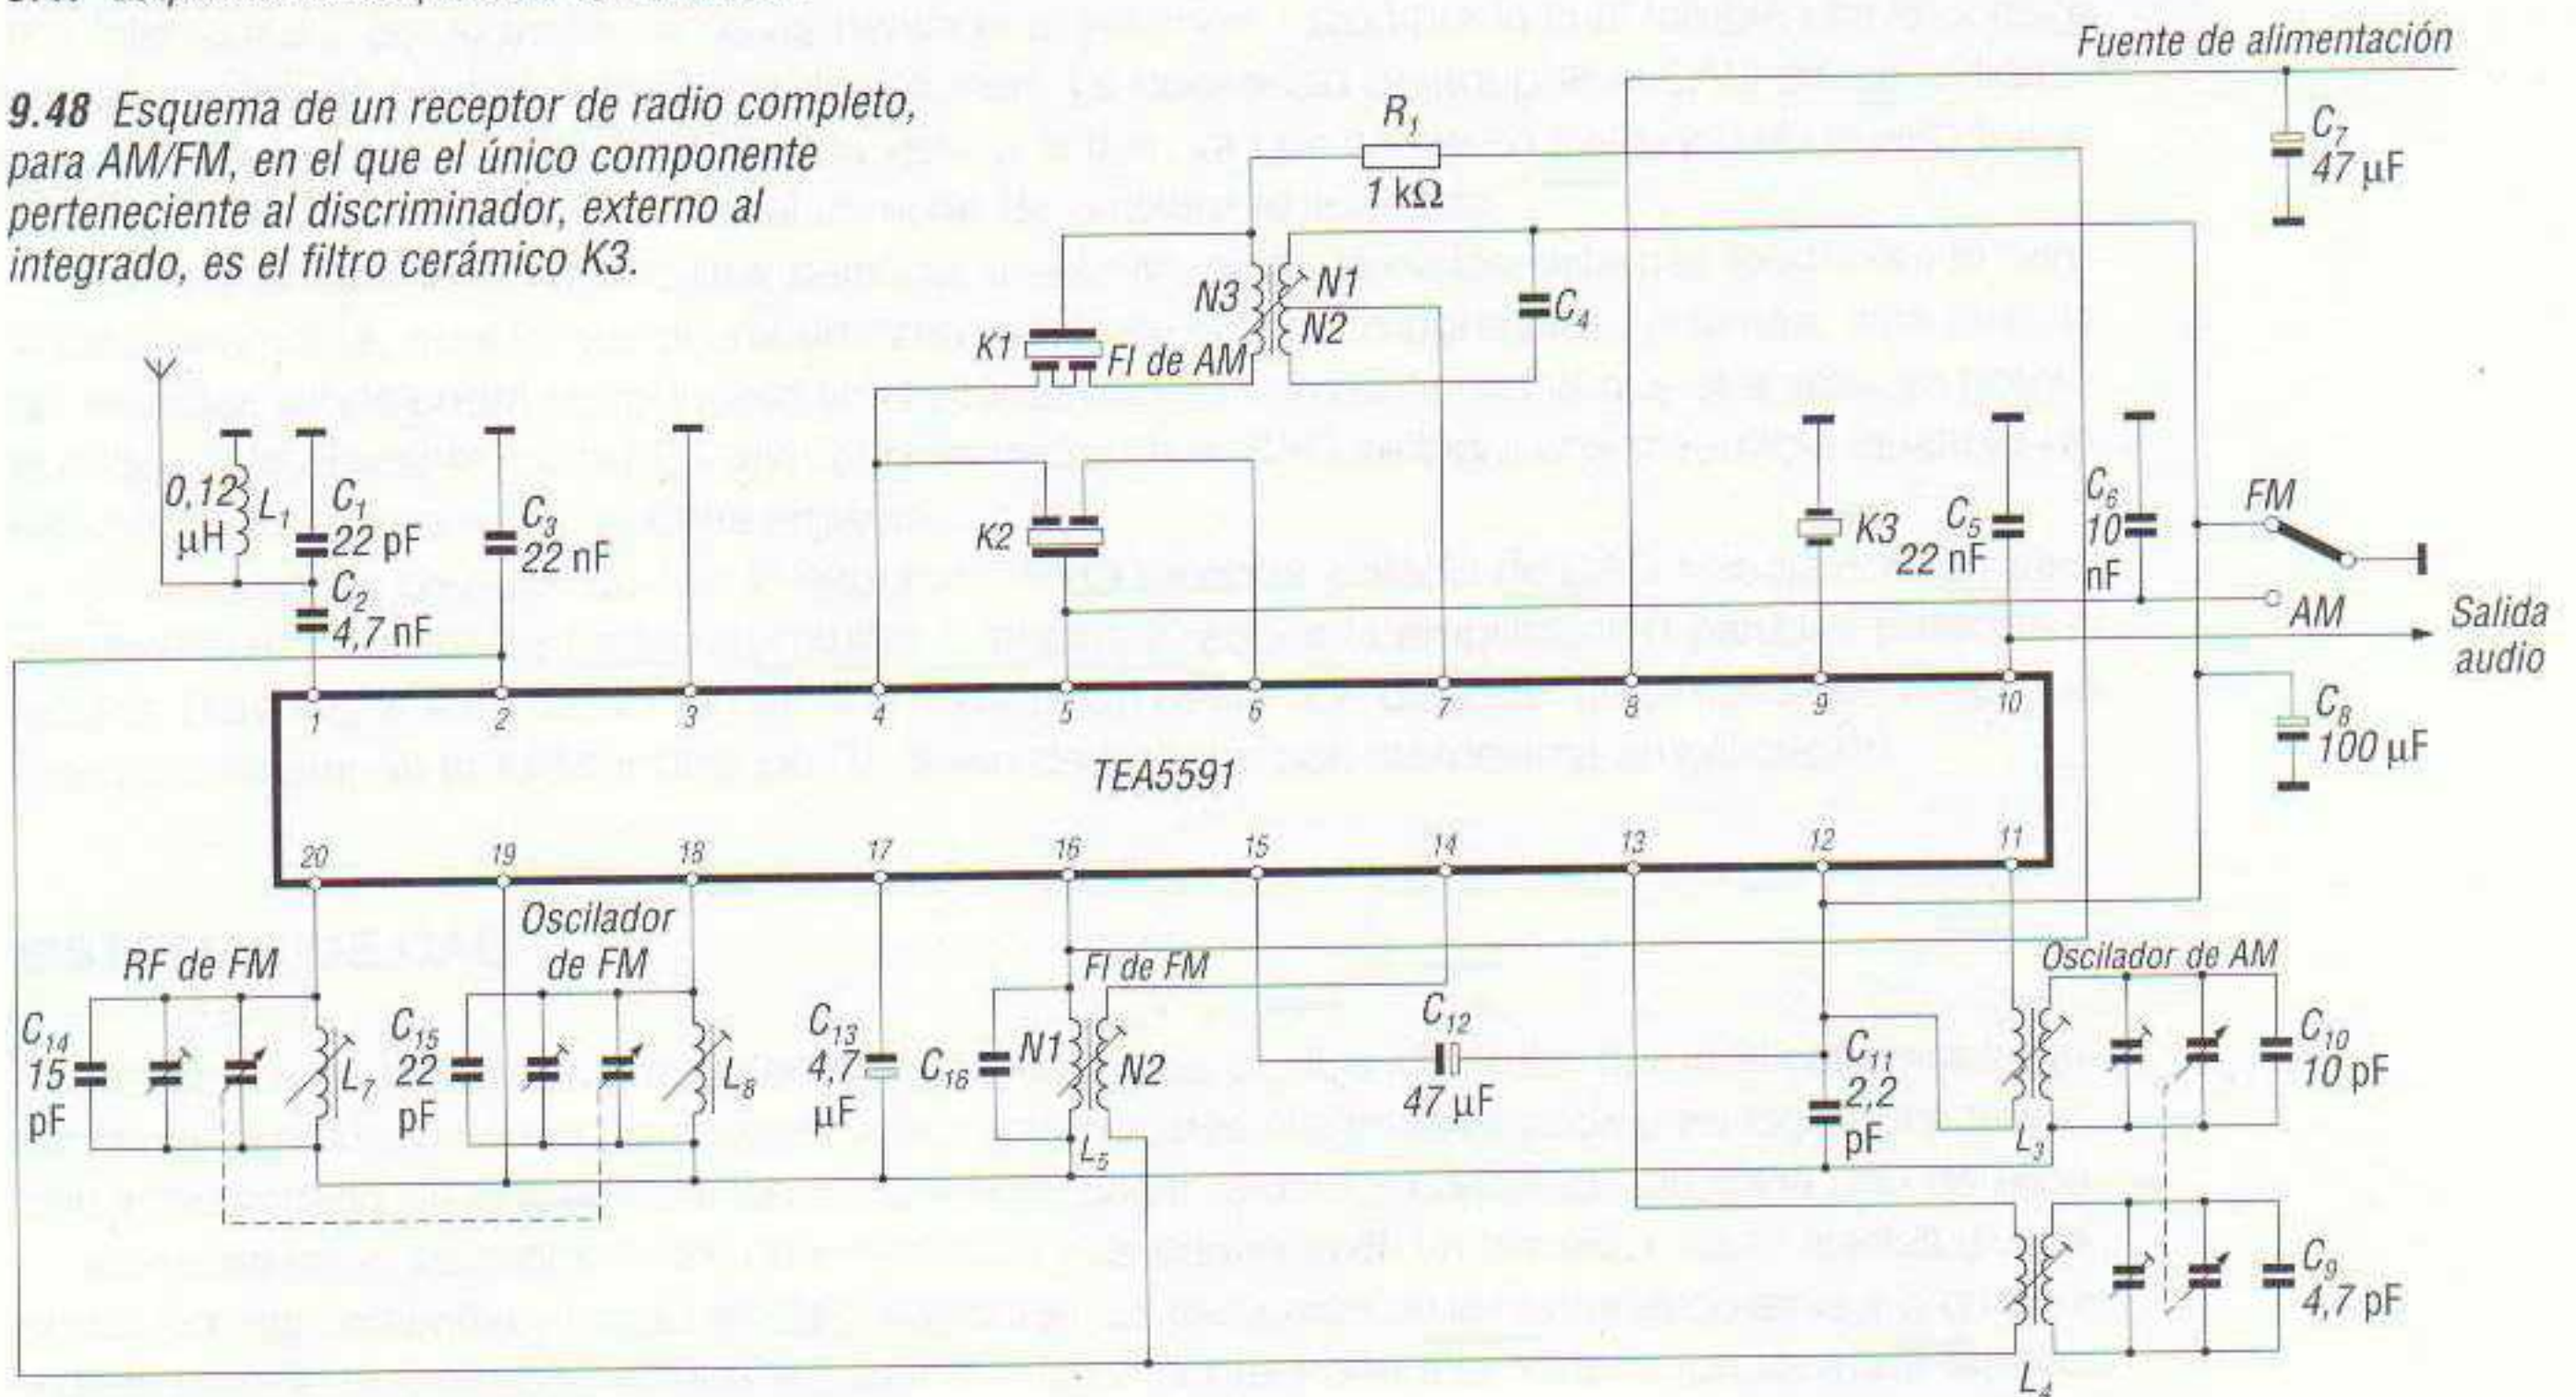 9.48 Esquema de un receptor de radio completo,
para AM/FM, en el que el único componente
perteneciente al discriminador, externo al
integrado, es el filtro cerámico K3.
Fuente de alimentación
C7
47 µF
R1
1 kΩ
N3
N1
N2
C4
K1
FI de AM
0,12
µH
L1
C1
22 pF
C2
4,7 nF
C3
22 nF
K2
K3
C5
22 nF
C6
10
nF
FM
AM
Salida
audio
C8
100 µF
1
2
3
4
5
6
7
8
9
10
TEA5591
20
19
18
17
16
15
14
13
12
11
RF de FM
Oscilador
de FM
FI de FM
Oscilador de AM
C14
15
pF
L7
C15
22
pF
L8
C13
4,7
µF
C16
N1
N2
L5
C12
47 µF
C11
2,2
pF
L3
C10
10 pF
C9
4,7 pF
L4